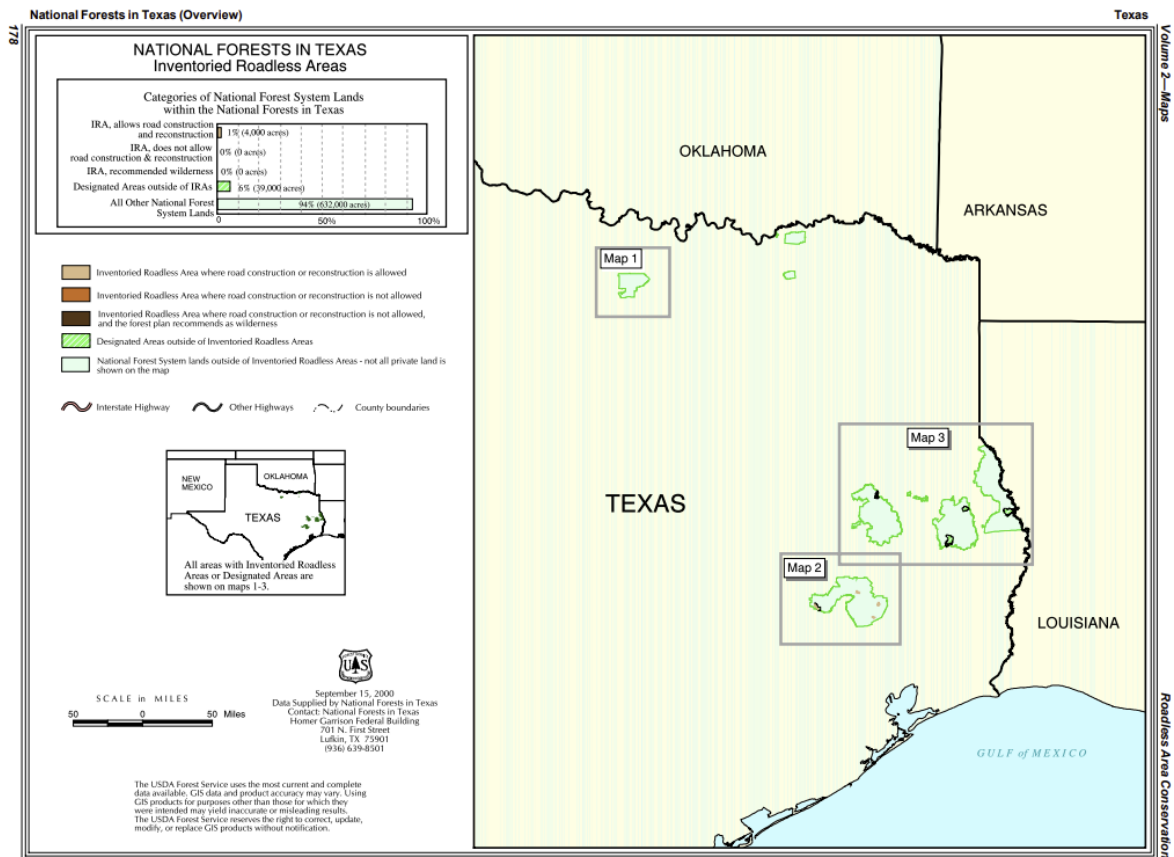 National Forests in Texas (Overview)
Texas
178
Volume 2—Maps
Roadless Area Conservation
NATIONAL FORESTS IN TEXAS
Inventoried Roadless Areas
Categories of National Forest System Lands
within the National Forests in Texas
IRA, allows road construction
and reconstruction
1% (4,000 acres)
IRA, does not allow
road construction & reconstruction
0% (0 acres)
IRA, recommended wilderness
0% (0 acres)
Designated Areas outside of IRAs
6% (39,000 acres)
All Other National Forest
System Lands
94% (632,000 acres)
0
50%
100%
Inventoried Roadless Area where road construction or reconstruction is allowed
Inventoried Roadless Area where road construction or reconstruction is not allowed
Inventoried Roadless Area where road construction or reconstruction is not allowed,
and the forest plan recommends as wilderness
Designated Areas outside of Inventoried Roadless Areas
National Forest System lands outside of Inventoried Roadless Areas - not all private land is
shown on the map
Interstate Highway
Other Highways
County boundaries
NEW
MEXICO
OKLAHOMA
TEXAS
All areas with Inventoried Roadless
Areas or Designated Areas are
shown on maps 1-3.
SCALE in MILES
50
0
50 Miles
U S
September 15, 2000
Data Supplied by National Forests in Texas
Contact: National Forests in Texas
Homer Garrison Federal Building
701 N. First Street
Lufkin, TX 75901
(936) 639-8501
The USDA Forest Service uses the most current and complete
data available. GIS data and product accuracy may vary. Using
GIS products for purposes other than those for which they
were intended may yield inaccurate or misleading results.
The USDA Forest Service reserves the right to correct, update,
modify, or replace GIS products without notification.
OKLAHOMA
ARKANSAS
Map 1
Map 3
TEXAS
Map 2
LOUISIANA
GULF of MEXICO